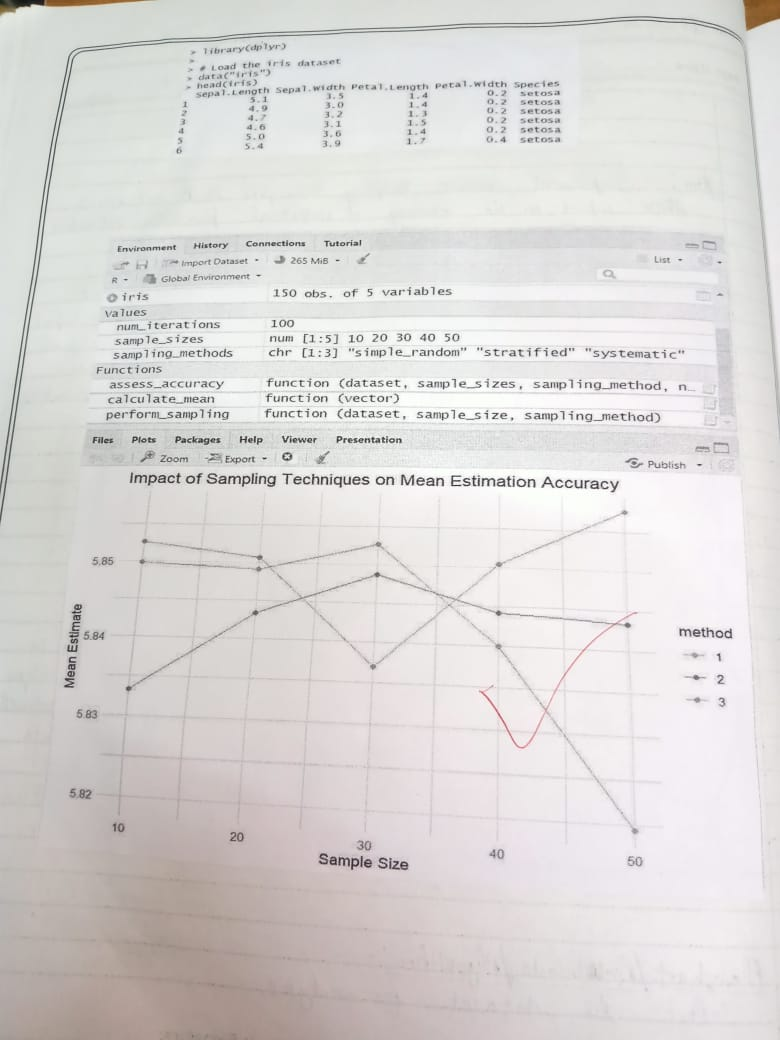 > library(dplyr)
>
> # Load the iris dataset
> data("iris")
> head(iris)
Sepal.Length Sepal.Width Petal.Length Petal.Width Species
1 5.1 3.5 1.4 0.2 setosa
2 4.9 3.0 1.4 0.2 setosa
3 4.7 3.2 1.3 0.2 setosa
4 4.6 3.1 1.5 0.2 setosa
5 5.0 3.6 1.4 0.2 setosa
6 5.4 3.9 1.7 0.4 setosa
Environment History Connections Tutorial
Import Dataset 265 MiB List
R Global Environment
iris 150 obs. of 5 variables
Values
num_iterations 100
sample_sizes num [1:5] 10 20 30 40 50
sampling_methods chr [1:3] "simple_random" "stratified" "systematic"
Functions
assess_accuracy function (dataset, sample_sizes, sampling_method, n…
calculate_mean function (vector)
perform_sampling function (dataset, sample_size, sampling_method)
Files Plots Packages Help Viewer Presentation
Zoom Export Publish
Impact of Sampling Techniques on Mean Estimation Accuracy
5.85
5.84
5.83
5.82
Mean Estimate
10 20 30 40 50
Sample Size
method
1
2
3